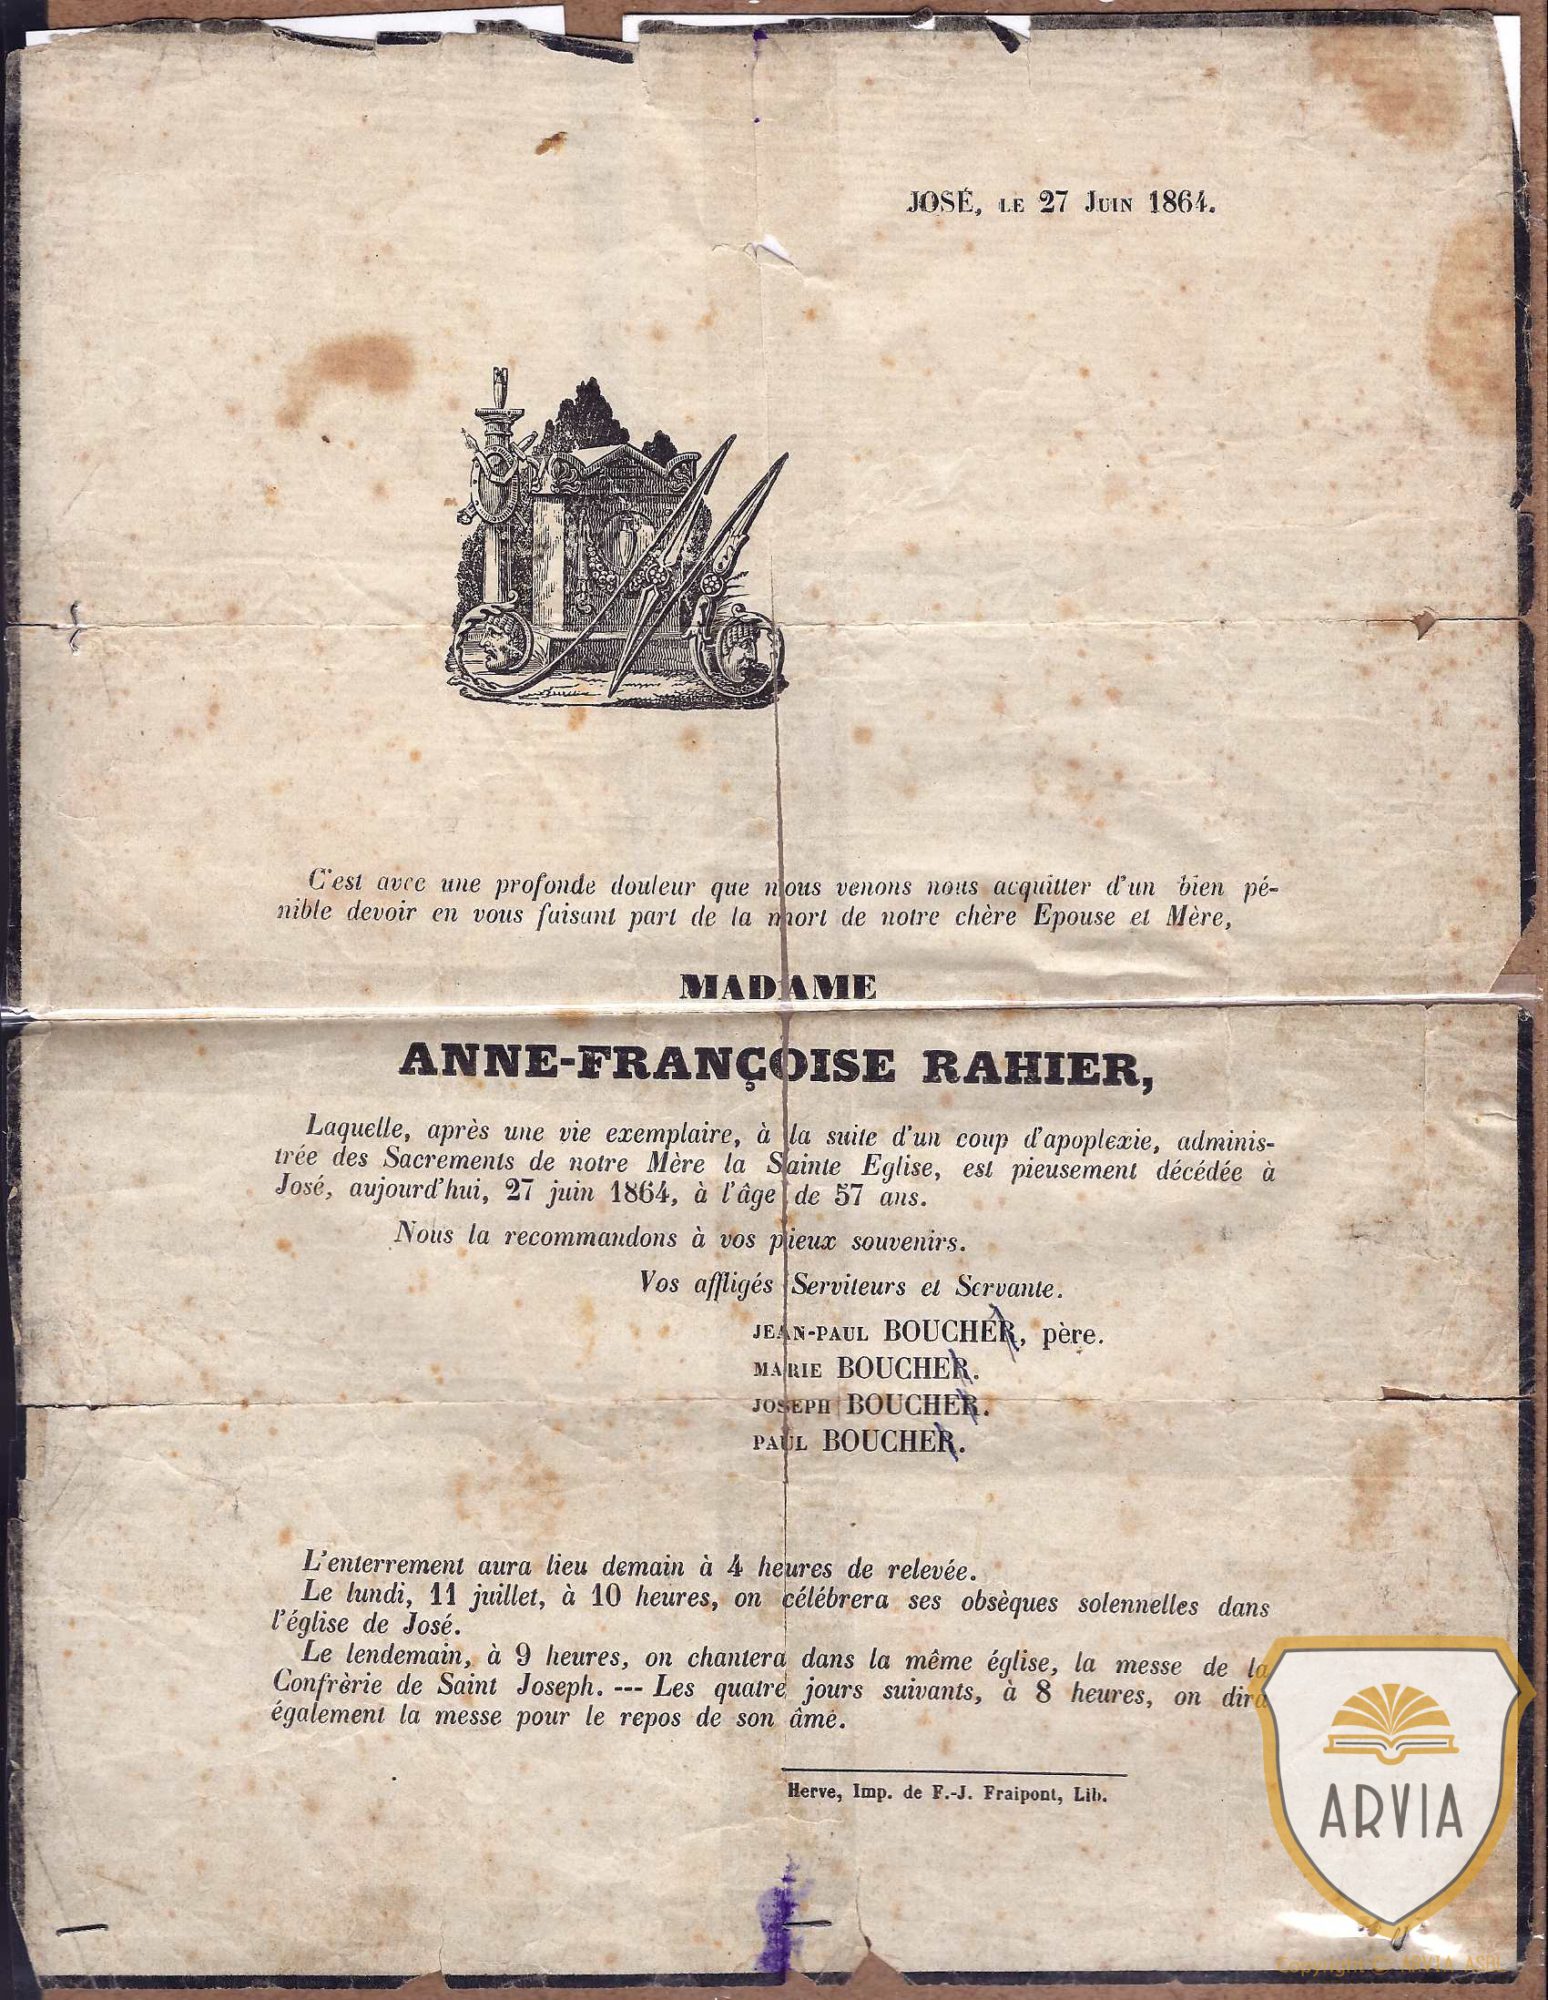 JOSÉ, LE 27 JUIN 1864.
C'est avec une profonde douleur que nous venons nous acquitter d'un bien pé-
nible devoir en vous faisant part de la mort de notre chère Epouse et Mère,
MADAME
ANNE-FRANÇOISE RAHIER,
Laquelle, après une vie exemplaire, à la suite d'un coup d'apoplexie, adminis-
trée des Sacrements de notre Mère la Sainte Eglise, est pieusement décédée à
José, aujourd'hui, 27 juin 1864, à l'âge de 57 ans.
Nous la recommandons à vos pieux souvenirs.
Vos affligés Serviteurs et Servante.
JEAN-PAUL BOUCHER, père.
MARIE BOUCHER.
JOSEPH BOUCHER.
PAUL BOUCHER.
L'enterrement aura lieu demain à 4 heures de relevée.
Le lundi, 11 juillet, à 10 heures, on célébrera ses obsèques solennelles dans
l'église de José.
Le lendemain, à 9 heures, on chantera dans la même église, la messe de la
Confrèrie de Saint Joseph. --- Les quatre jours suivants, à 8 heures, on dira
également la messe pour le repos de son âme.
Herve, Imp. de F.-J. Fraipont, Lib.
ARVIA
Copyright © ARVIA ASBL